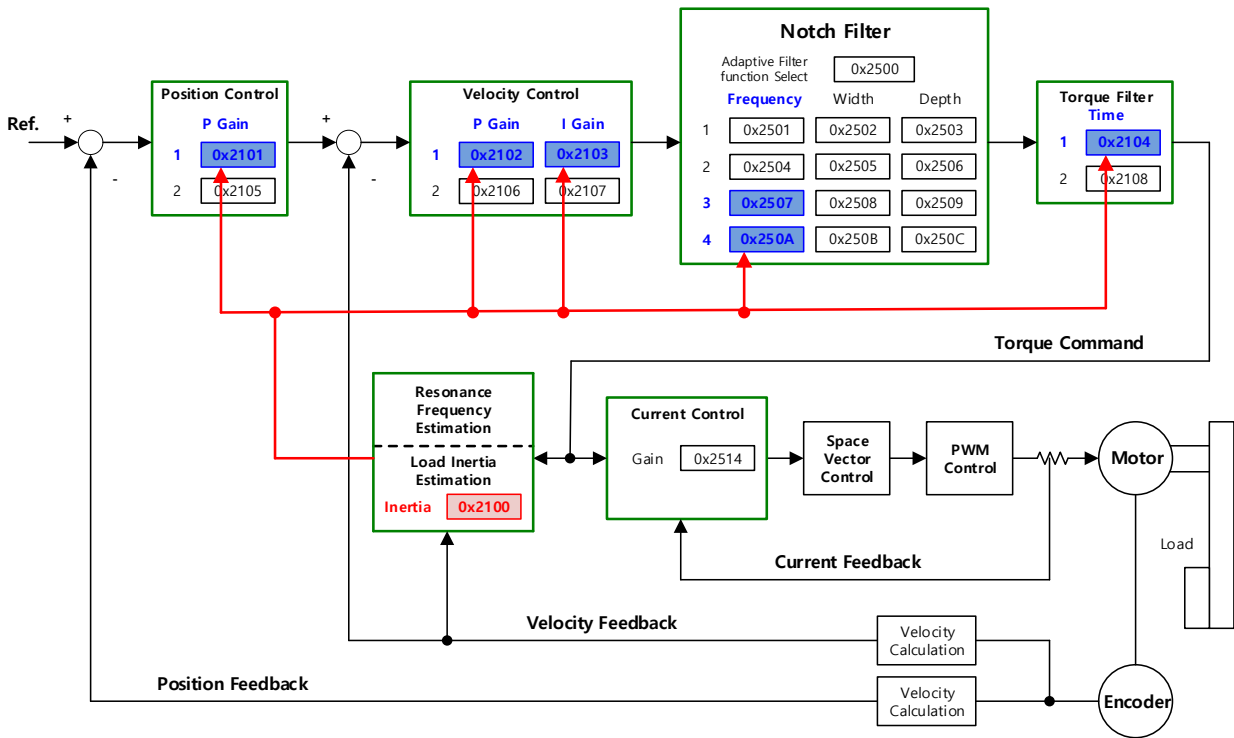 Ref.
+
-
Position Control
P Gain
1 0x2101
2 0x2105
+
-
Velocity Control
P Gain I Gain
1 0x2102 0x2103
2 0x2106 0x2107
Notch Filter
Adaptive Filter
function Select
0x2500
Frequency Width Depth
1 0x2501 0x2502 0x2503
2 0x2504 0x2505 0x2506
3 0x2507 0x2508 0x2509
4 0x250A 0x250B 0x250C
Torque Filter
Time
1 0x2104
2 0x2108
Torque Command
Resonance
Frequency
Estimation
Load Inertia
Estimation
Inertia 0x2100
Current Control
Gain 0x2514
Space
Vector
Control
PWM
Control
Motor
Load
Current Feedback
Velocity Feedback
Velocity
Calculation
Position Feedback
Velocity
Calculation
Encoder